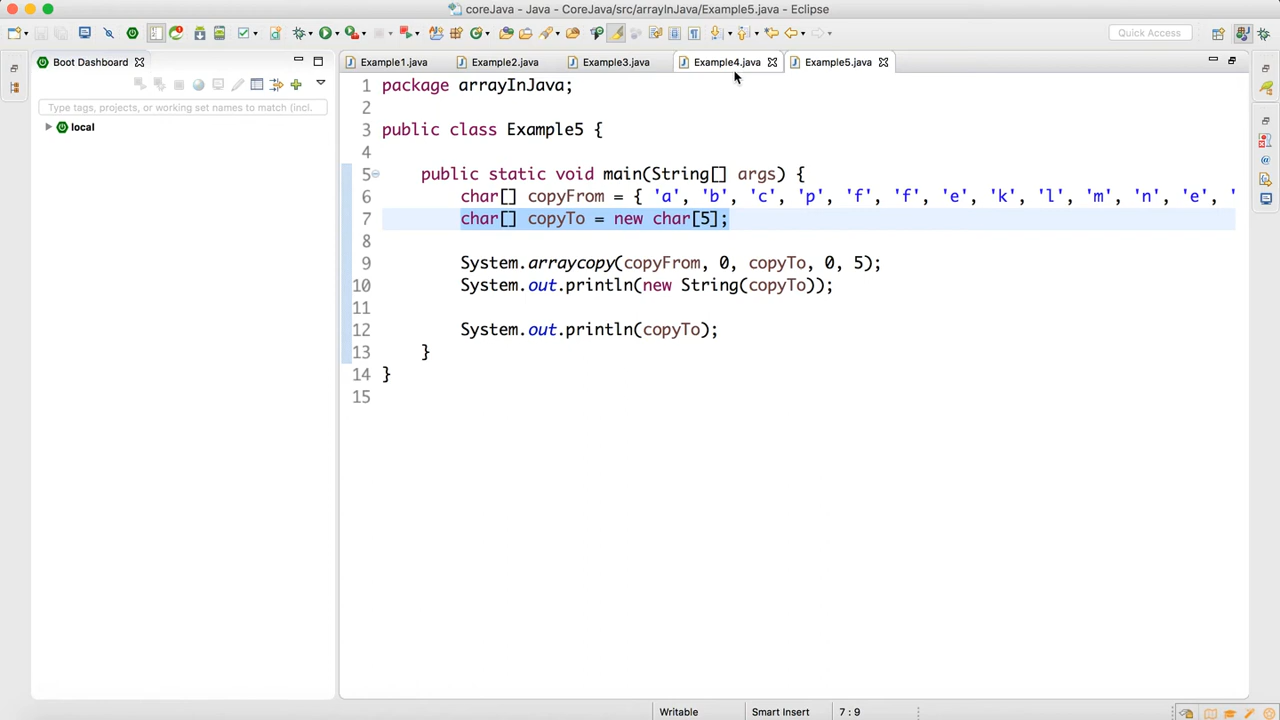 coreJava - Java - CoreJava/src/arrayInJava/Example5.java - Eclipse
Quick Access
Boot Dashboard
Example1.java Example2.java Example3.java Example4.java Example5.java
Type tags, projects, or working set names to match (incl.
local
1 package arrayInJava;
2
3 public class Example5 {
4
5 public static void main(String[] args) {
6 char[] copyFrom = { 'a', 'b', 'c', 'p', 'f', 'f', 'e', 'k', 'l', 'm', 'n', 'e', '
7 char[] copyTo = new char[5];
8
9 System.arraycopy(copyFrom, 0, copyTo, 0, 5);
10 System.out.println(new String(copyTo));
11
12 System.out.println(copyTo);
13 }
14 }
15
Writable Smart Insert 7 : 9